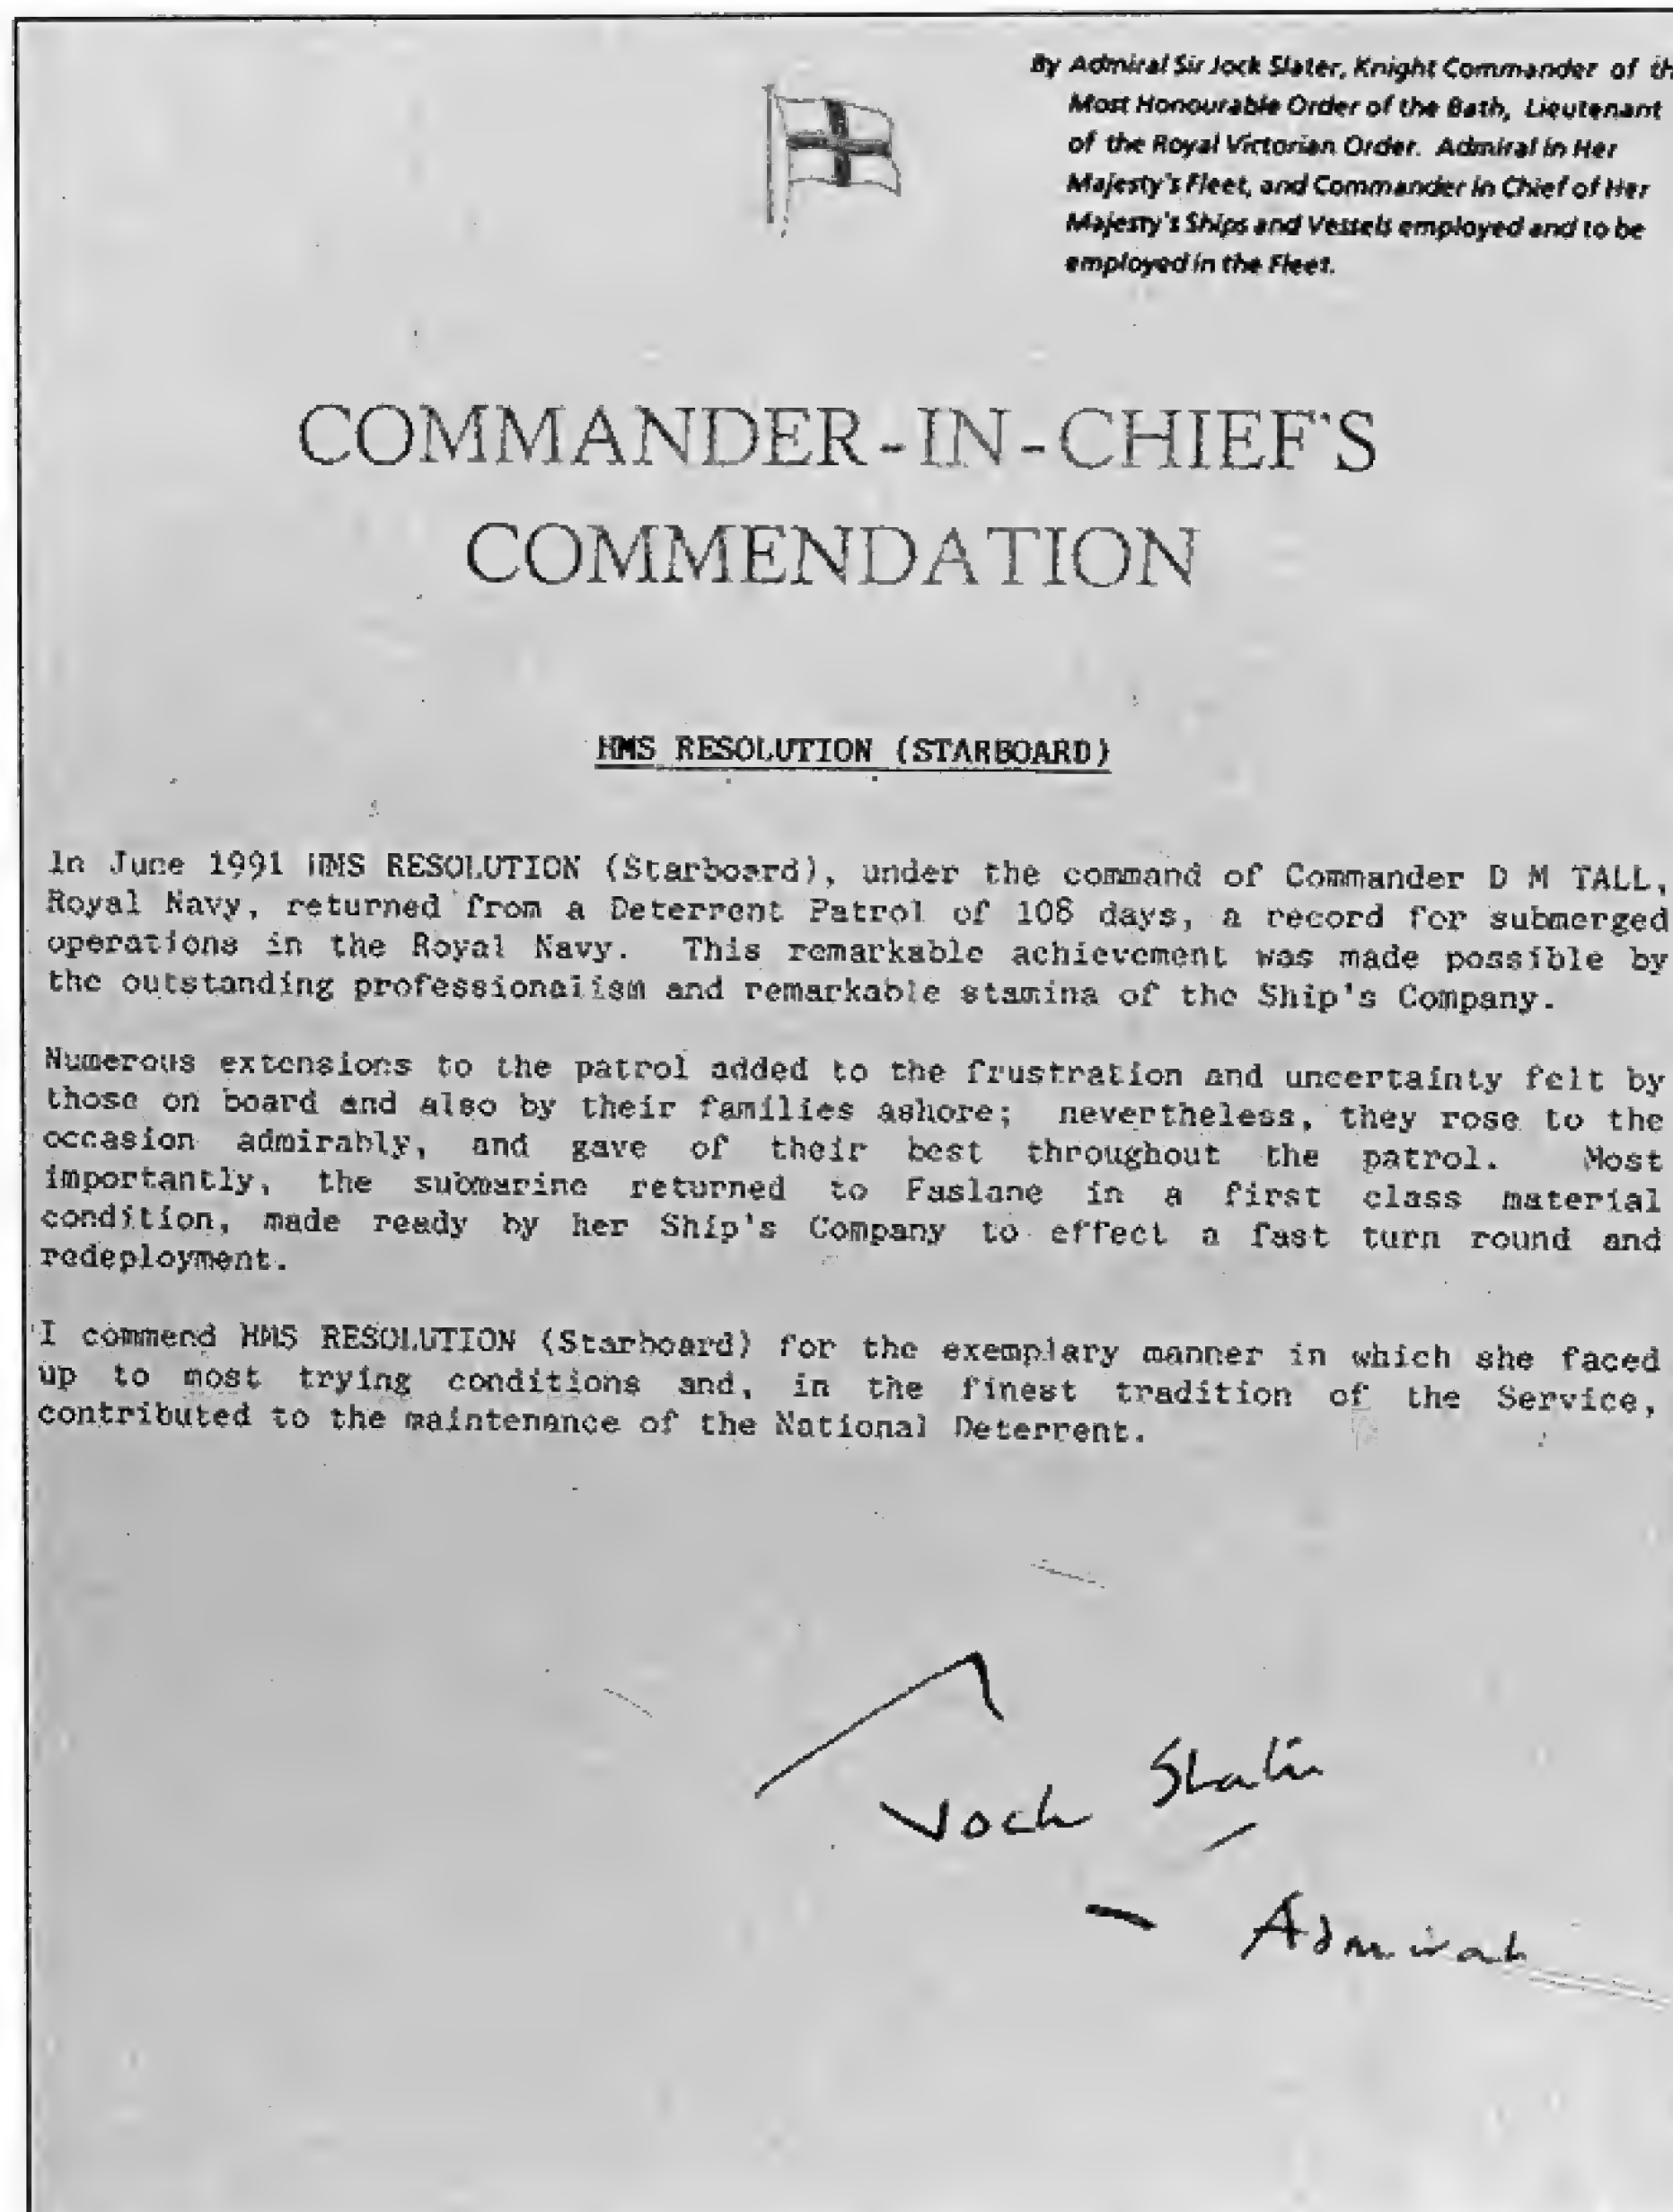 By Admiral Sir Jock Slater, Knight Commander of th
Most Honourable Order of the Bath, Lieutenant
of the Royal Victorian Order. Admiral in Her
Majesty's Fleet, and Commander in Chief of Her
Majesty's Ships and Vessels employed and to be
employed in the Fleet.
COMMANDER-IN-CHIEF'S
COMMENDATION
HMS RESOLUTION (STARBOARD)
In June 1991 HMS RESOLUTION (Starboard), under the command of Commander D M TALL,
Royal Navy, returned from a Deterrent Patrol of 108 days, a record for submerged
operations in the Royal Navy. This remarkable achievement was made possible by
the outstanding professionalism and remarkable stamina of the Ship's Company.
Numerous extensions to the patrol added to the frustration and uncertainty felt by
those on board and also by their families ashore; nevertheless, they rose to the
occasion admirably, and gave of their best throughout the patrol. Most
importantly, the submarine returned to Faslane in a first class material
condition, made ready by her Ship's Company to effect a fast turn round and
redeployment.
I commend HMS RESOLUTION (Starboard) for the exemplary manner in which she faced
up to most trying conditions and, in the finest tradition of the Service,
contributed to the maintenance of the National Deterrent.
Jock Slater
- Admiral